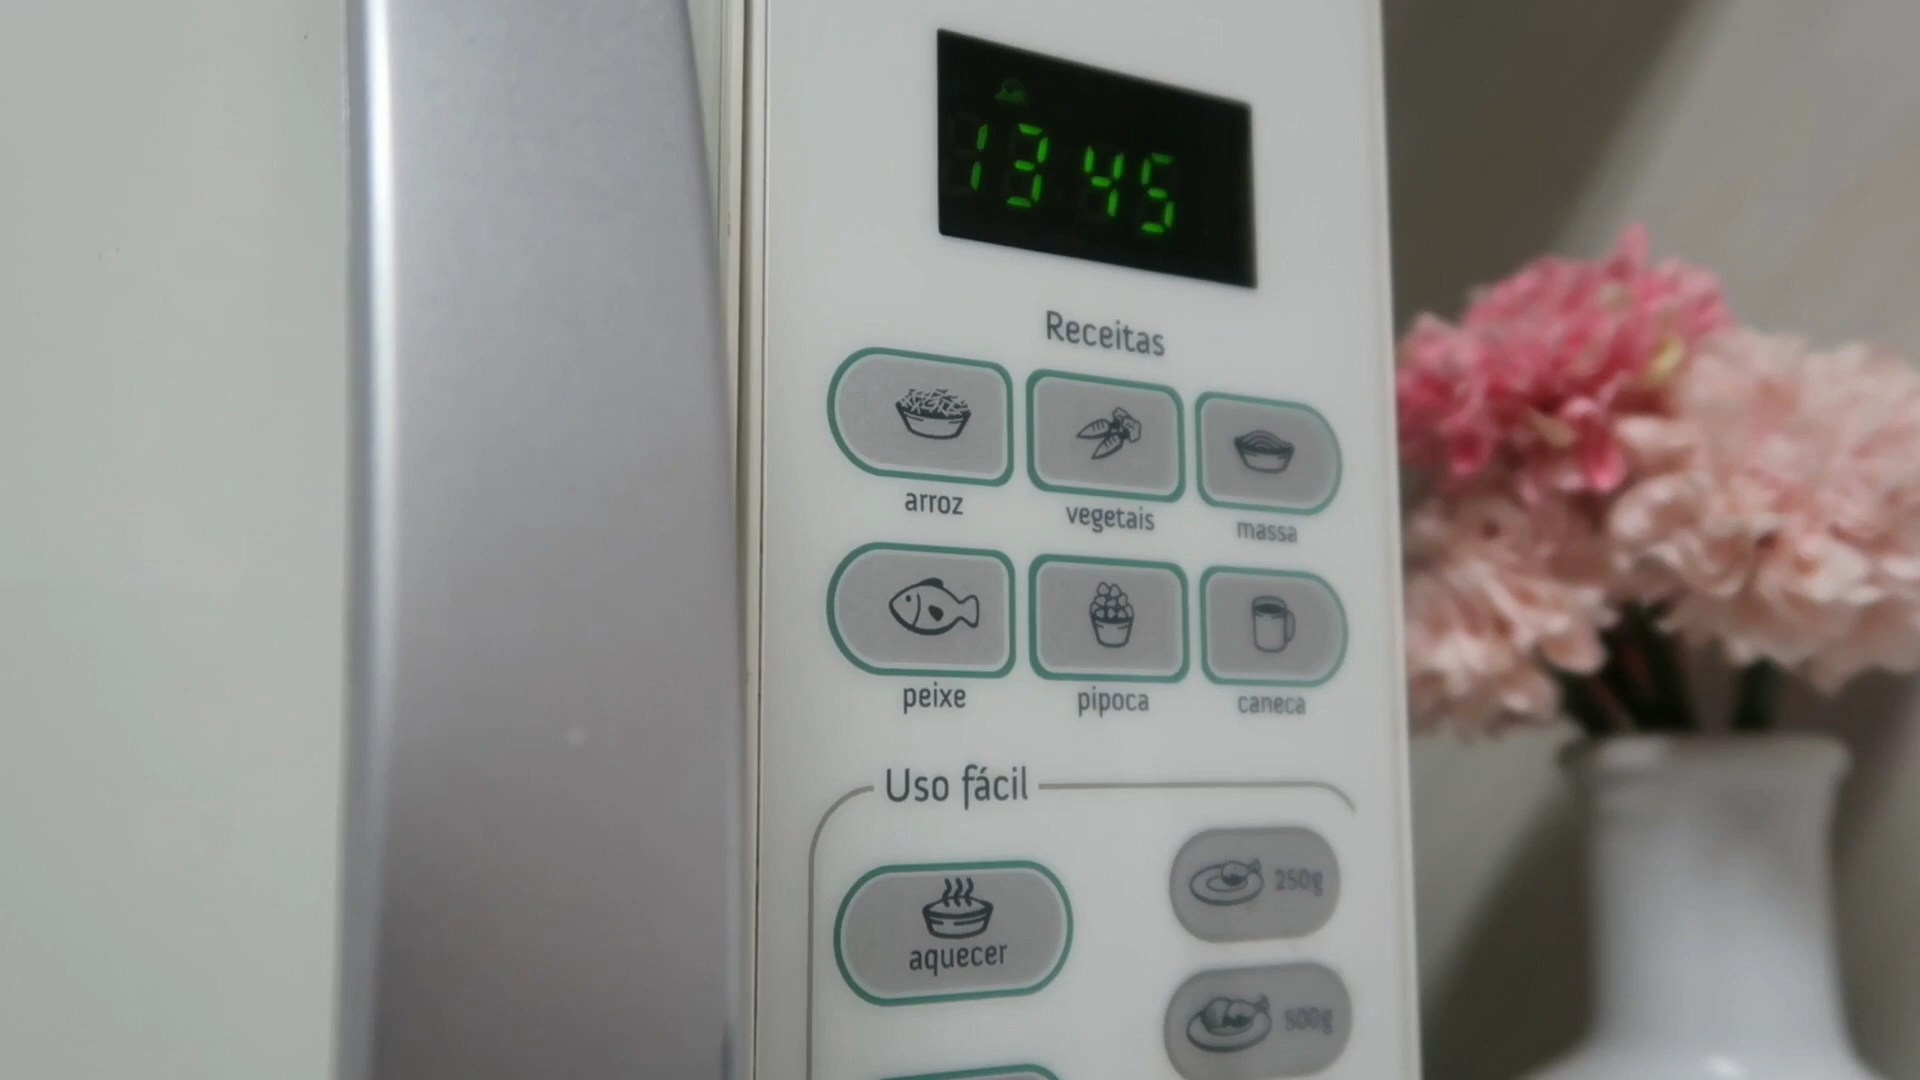 13 45
Receitas
arroz vegetais massa
peixe pipoca caneca
Uso fácil
250g
aquecer
500g